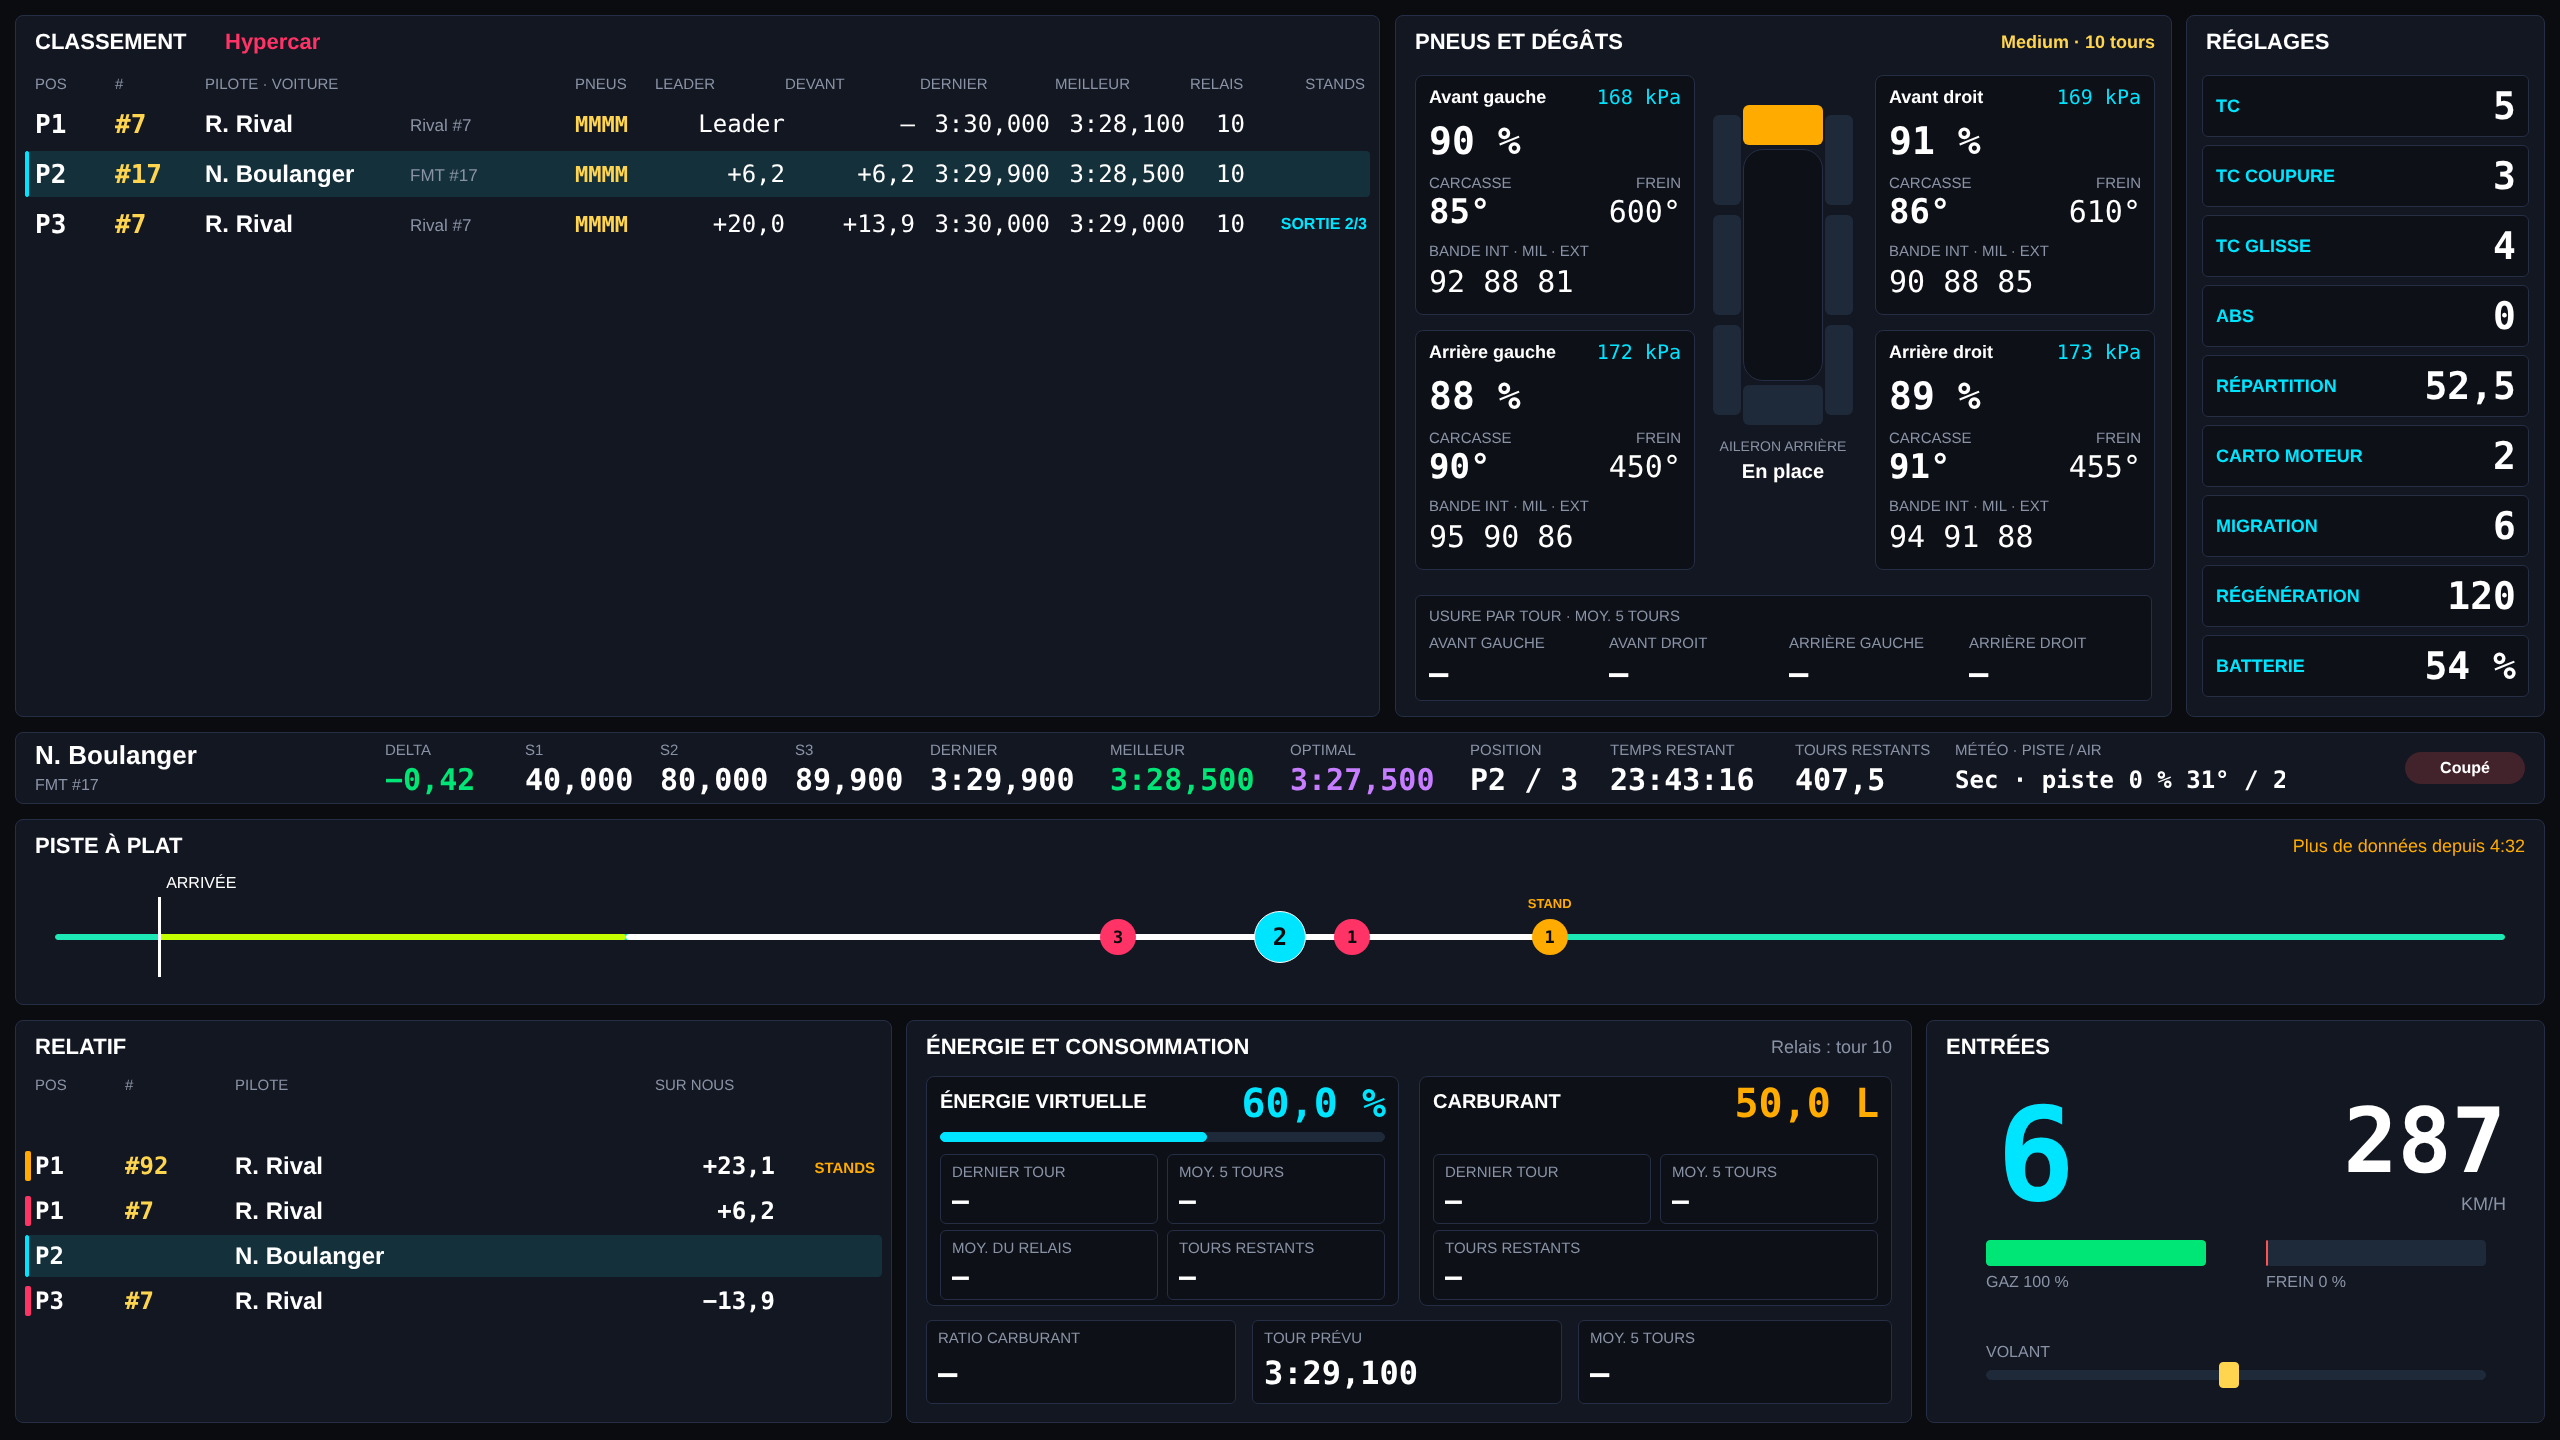 CLASSEMENT Hypercar
POS # PILOTE · VOITURE PNEUS LEADER DEVANT DERNIER MEILLEUR RELAIS STANDS
P1 #7 R. Rival Rival #7 MMMM Leader – 3:30,000 3:28,100 10
P2 #17 N. Boulanger FMT #17 MMMM +6,2 +6,2 3:29,900 3:28,500 10
P3 #7 R. Rival Rival #7 MMMM +20,0 +13,9 3:30,000 3:29,000 10 SORTIE 2/3
PNEUS ET DÉGÂTS Medium · 10 tours
Avant gauche 168 kPa
90 %
CARCASSE FREIN
85° 600°
BANDE INT · MIL · EXT
92 88 81
Avant droit 169 kPa
91 %
CARCASSE FREIN
86° 610°
BANDE INT · MIL · EXT
90 88 85
Arrière gauche 172 kPa
88 %
CARCASSE FREIN
90° 450°
BANDE INT · MIL · EXT
95 90 86
AILERON ARRIÈRE
En place
Arrière droit 173 kPa
89 %
CARCASSE FREIN
91° 455°
BANDE INT · MIL · EXT
94 91 88
USURE PAR TOUR · MOY. 5 TOURS
AVANT GAUCHE AVANT DROIT ARRIÈRE GAUCHE ARRIÈRE DROIT
– – – –
RÉGLAGES
TC 5
TC COUPURE 3
TC GLISSE 4
ABS 0
RÉPARTITION 52,5
CARTO MOTEUR 2
MIGRATION 6
RÉGÉNÉRATION 120
BATTERIE 54 %
N. Boulanger
FMT #17
DELTA S1 S2 S3 DERNIER MEILLEUR OPTIMAL POSITION TEMPS RESTANT TOURS RESTANTS MÉTÉO · PISTE / AIR
−0,42 40,000 80,000 89,900 3:29,900 3:28,500 3:27,500 P2 / 3 23:43:16 407,5 Sec · piste 0 % 31° / 2
Coupé
PISTE À PLAT Plus de données depuis 4:32
ARRIVÉE
STAND
3 2 1 1
RELATIF
POS # PILOTE SUR NOUS
P1 #92 R. Rival +23,1 STANDS
P1 #7 R. Rival +6,2
P2 N. Boulanger
P3 #7 R. Rival −13,9
ÉNERGIE ET CONSOMMATION Relais : tour 10
ÉNERGIE VIRTUELLE 60,0 %
DERNIER TOUR MOY. 5 TOURS
– –
MOY. DU RELAIS TOURS RESTANTS
– –
CARBURANT 50,0 L
DERNIER TOUR MOY. 5 TOURS
– –
TOURS RESTANTS
–
RATIO CARBURANT TOUR PRÉVU MOY. 5 TOURS
– 3:29,100 –
ENTRÉES
6 287
KM/H
GAZ 100 % FREIN 0 %
VOLANT